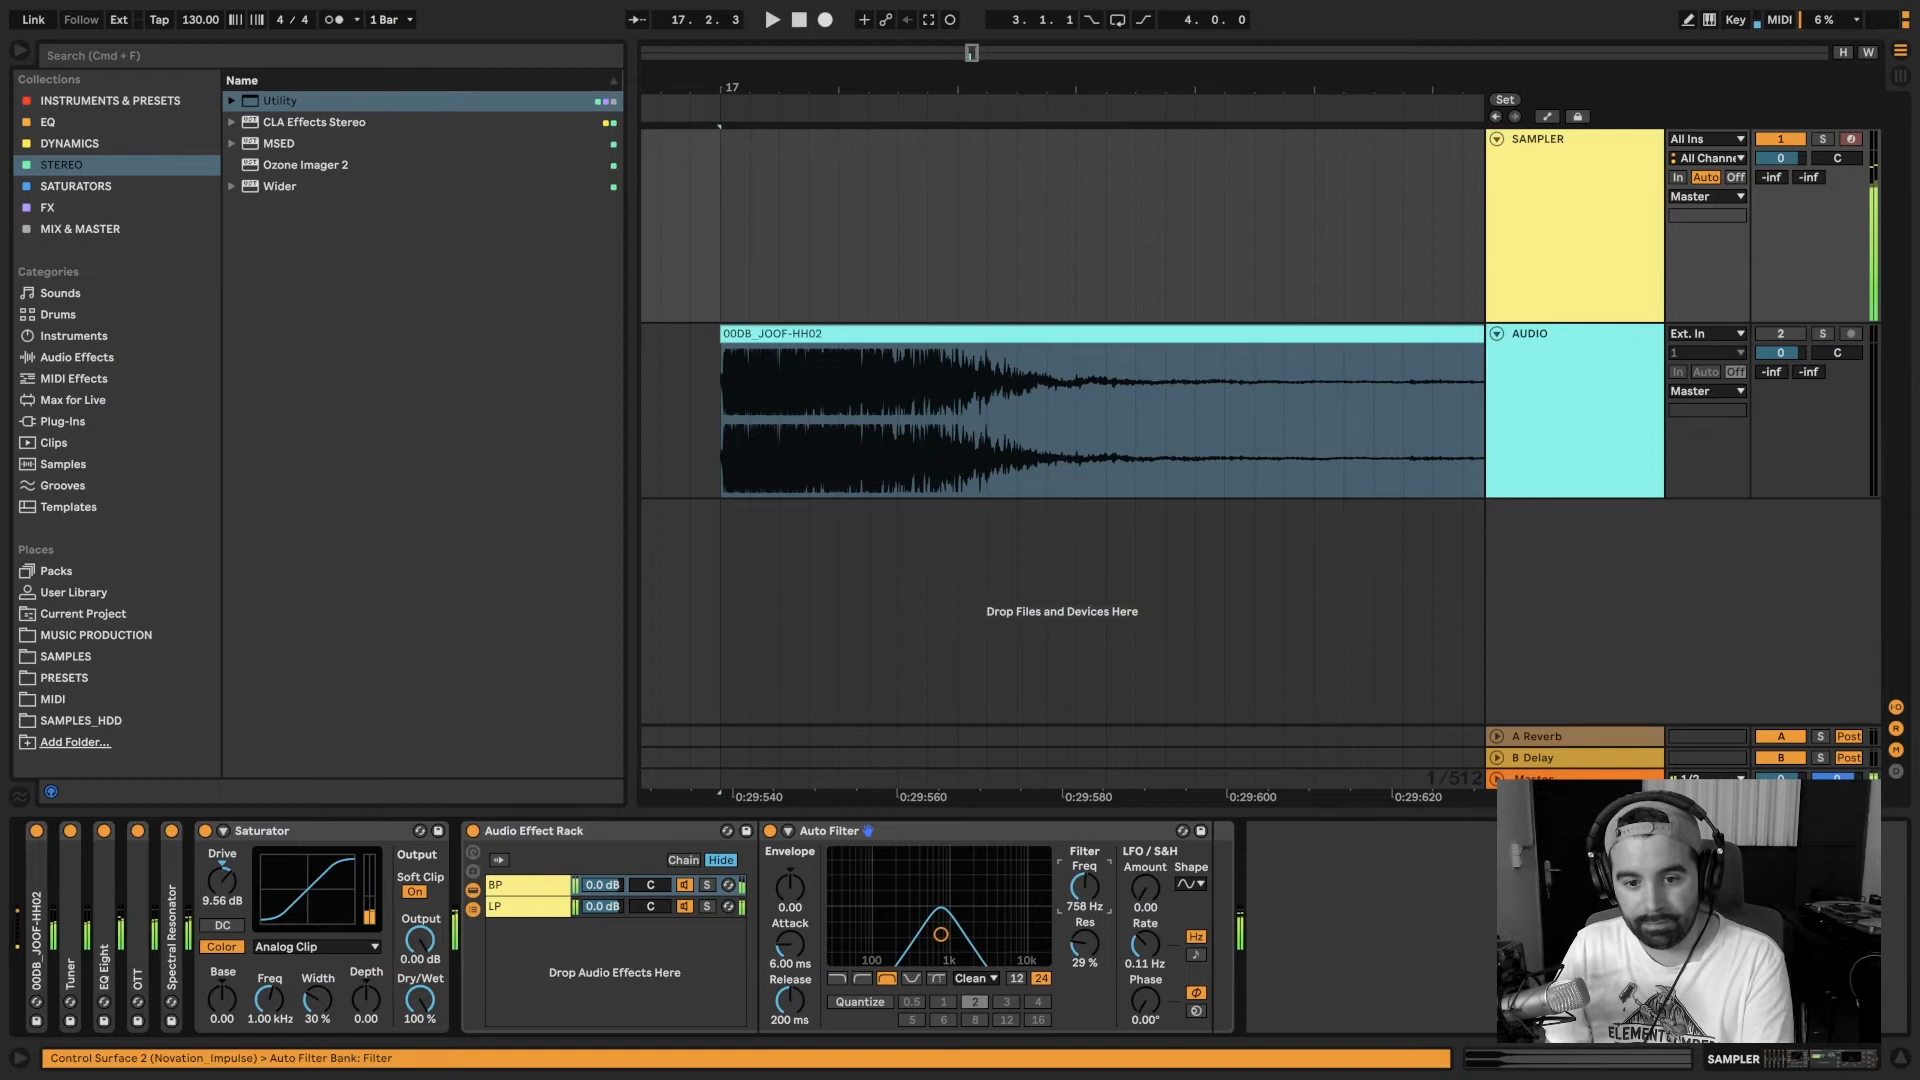 Link Follow Ext Tap 130.00 4 / 4 1 Bar 17. 2. 3 3. 1. 1 4. 0. 0 Key MIDI 6 %
Search (Cmd + F)
H W
Collections
INSTRUMENTS & PRESETS
EQ
DYNAMICS
STEREO
SATURATORS
FX
MIX & MASTER
Categories
Sounds
Drums
Instruments
Audio Effects
MIDI Effects
Max for Live
Plug-Ins
Clips
Samples
Grooves
Templates
Places
Packs
User Library
Current Project
MUSIC PRODUCTION
SAMPLES
PRESETS
MIDI
SAMPLES_HDD
Add Folder...
Name
Utility
CLA Effects Stereo
MSED
Ozone Imager 2
Wider
17
Set
SAMPLER
All Ins
1 S
All Channe
0 C
In Auto Off
-inf -inf
Master
00DB_JOOF-HH02
AUDIO
Ext. In
2 S
1
0 C
In Auto Off
-inf -inf
Master
Drop Files and Devices Here
A Reverb
A S Post
B Delay
B S Post
1/512
Master
1/2
0 0
0:29:540 0:29:560 0:29:580 0:29:600 0:29:620
I·O
R
M
D
00DB_JOOF-HH02
Tuner
EQ Eight
OTT
Spectral Resonator
Saturator
Drive
9.56 dB
DC
Color
Analog Clip
Output
Soft Clip
On
Output
0.00 dB
Base
0.00
Freq
1.00 kHz
Width
30 %
Depth
0.00
Dry/Wet
100 %
Audio Effect Rack
Chain Hide
BP 0.0 dB C S
LP 0.0 dB C S
Drop Audio Effects Here
Auto Filter
Envelope
0.00
Attack
6.00 ms
Release
200 ms
100 1k 10k
Clean 12 24
Quantize 0.5 1 2 3 4
5 6 8 12 16
Filter
Freq
758 Hz
Res
29 %
LFO / S&H
Amount
0.00
Shape
Rate
0.11 Hz
Hz
Phase
0.00°
Control Surface 2 (Novation_Impulse) > Auto Filter Bank: Filter
SAMPLER